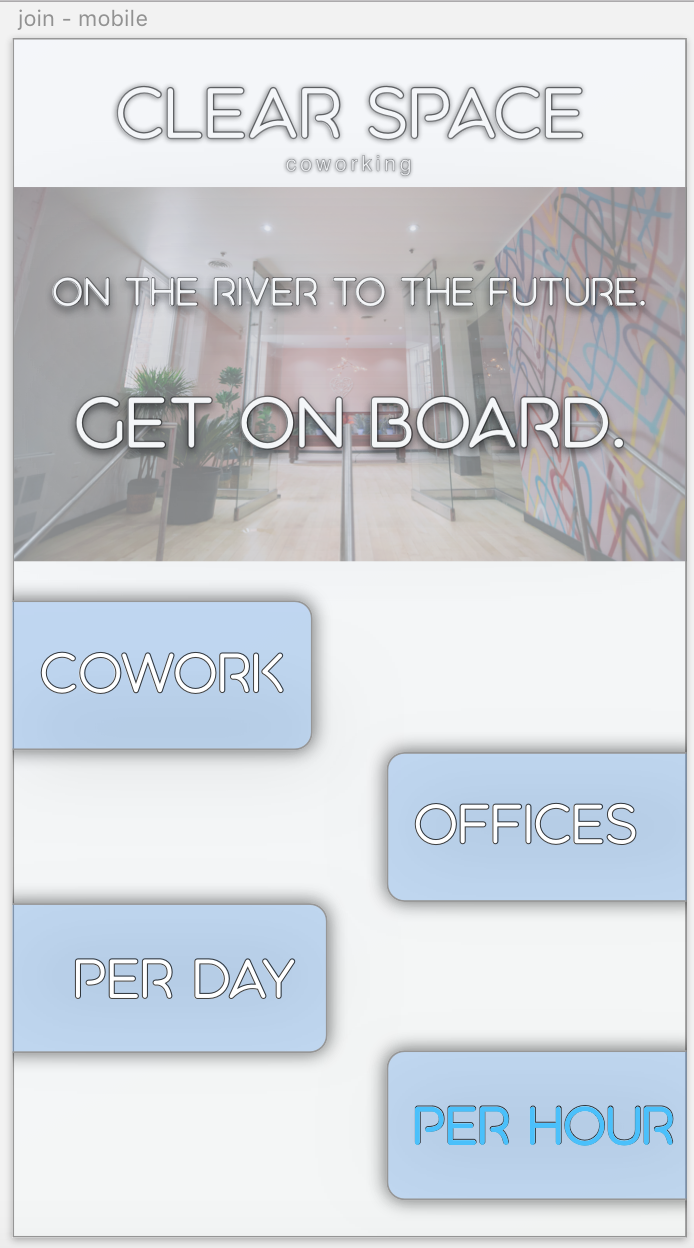 join - mobile
CLEAR SPACE
coworking
ON THE RIVER TO THE FUTURE.
GET ON BOARD.
COWORK
OFFICES
PER DAY
PER HOUR